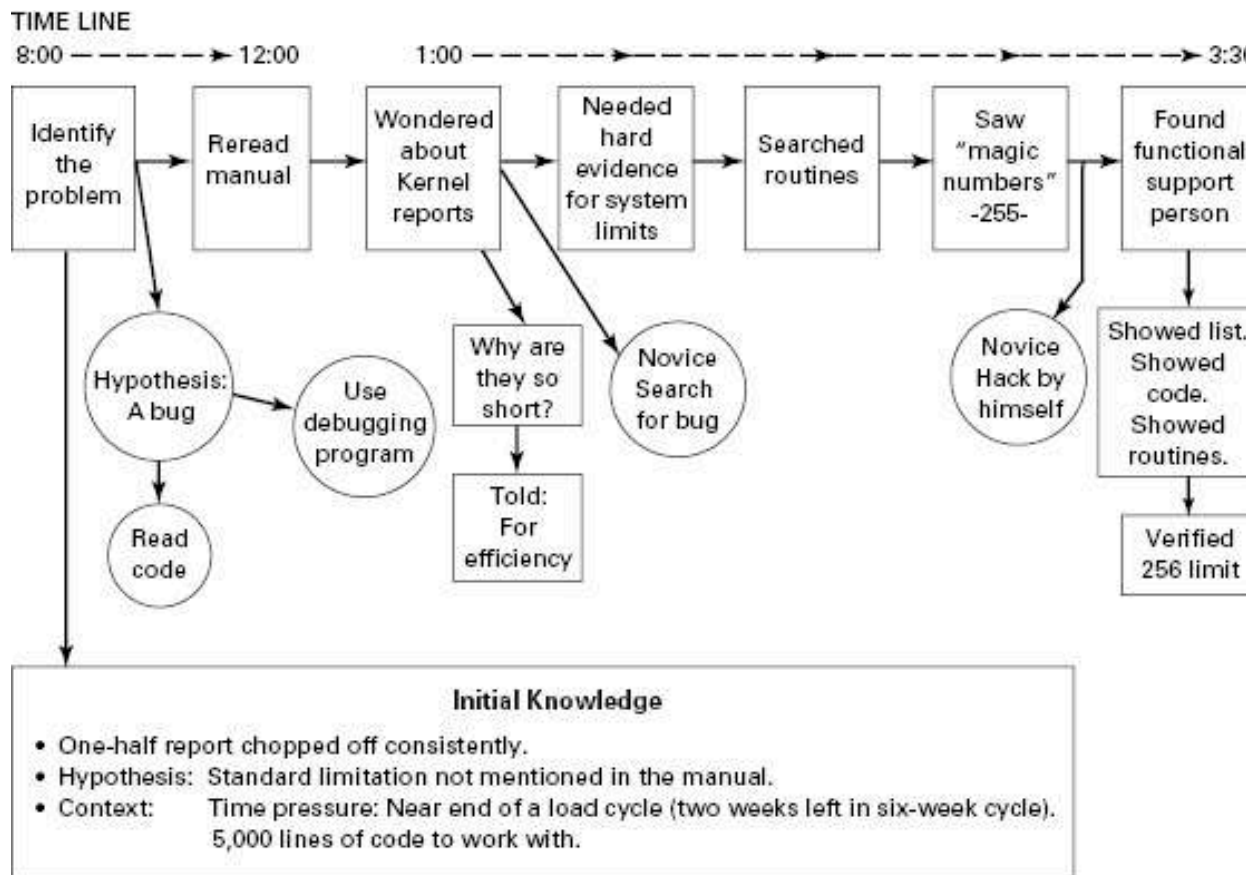 TIME LINE
8:00
12:00
1:00
3:30
Identify
the
problem
Reread
manual
Wondered
about
Kernel
reports
Needed
hard
evidence
for system
limits
Searched
routines
Saw
“magic
numbers”
-255-
Found
functional
support
person
Hypothesis:
A bug
Use
debugging
program
Read
code
Why are
they so
short?
Told:
For
efficiency
Novice
Search
for bug
Novice
Hack by
himself
Showed list.
Showed
code.
Showed
routines.
Verified
256 limit
Initial Knowledge
• One-half report chopped off consistently.
• Hypothesis: Standard limitation not mentioned in the manual.
• Context: Time pressure: Near end of a load cycle (two weeks left in six-week cycle).
5,000 lines of code to work with.